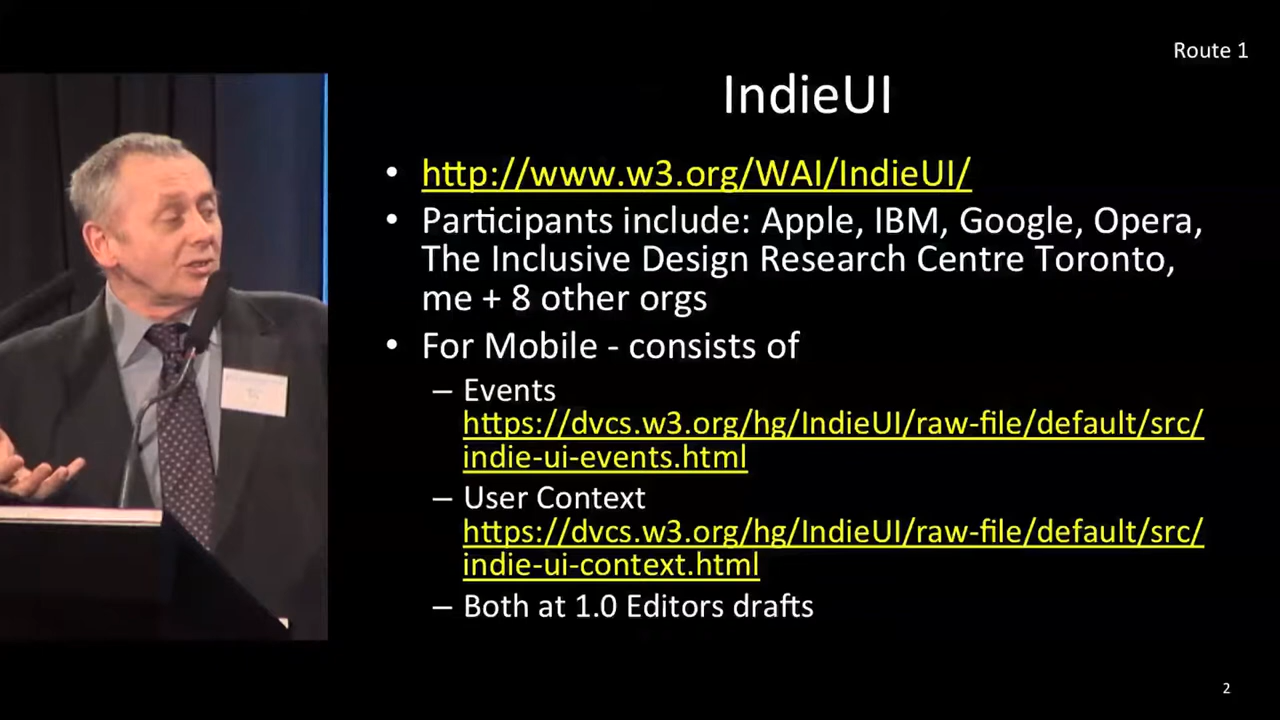 Route 1
IndieUI
• http://www.w3.org/WAI/IndieUI/
• Participants include: Apple, IBM, Google, Opera,
The Inclusive Design Research Centre Toronto,
me + 8 other orgs
• For Mobile - consists of
– Events
https://dvcs.w3.org/hg/IndieUI/raw-file/default/src/
indie-ui-events.html
– User Context
https://dvcs.w3.org/hg/IndieUI/raw-file/default/src/
indie-ui-context.html
– Both at 1.0 Editors drafts
2